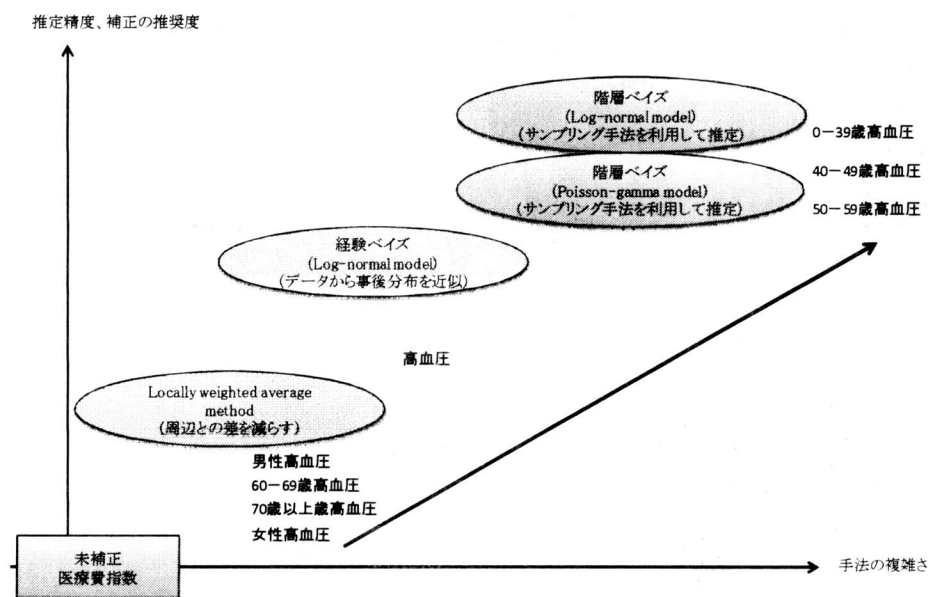 推定精度、補正の推奨度
階層ベイズ
(Log-normal model)
(サンプリング手法を利用して推定)
0－39歳高血圧
階層ベイズ
(Poisson-gamma model)
(サンプリング手法を利用して推定)
40－49歳高血圧
50－59歳高血圧
経験ベイズ
(Log-normal model)
(データから事後分布を近似)
高血圧
Locally weighted average
method
(周辺との差を減らす)
男性高血圧
60－69歳高血圧
70歳以上歳高血圧
女性高血圧
未補正
医療費指数
手法の複雑さ